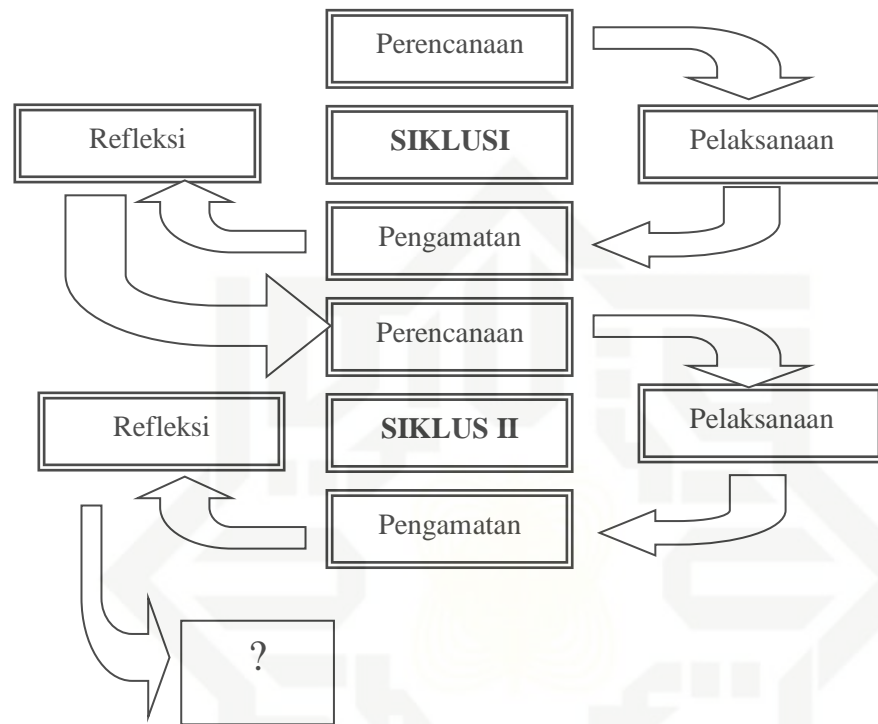 Perencanaan
Refleksi
SIKLUSI
Pelaksanaan
Pengamatan
Perencanaan
Refleksi
SIKLUS II
Pelaksanaan
Pengamatan
?